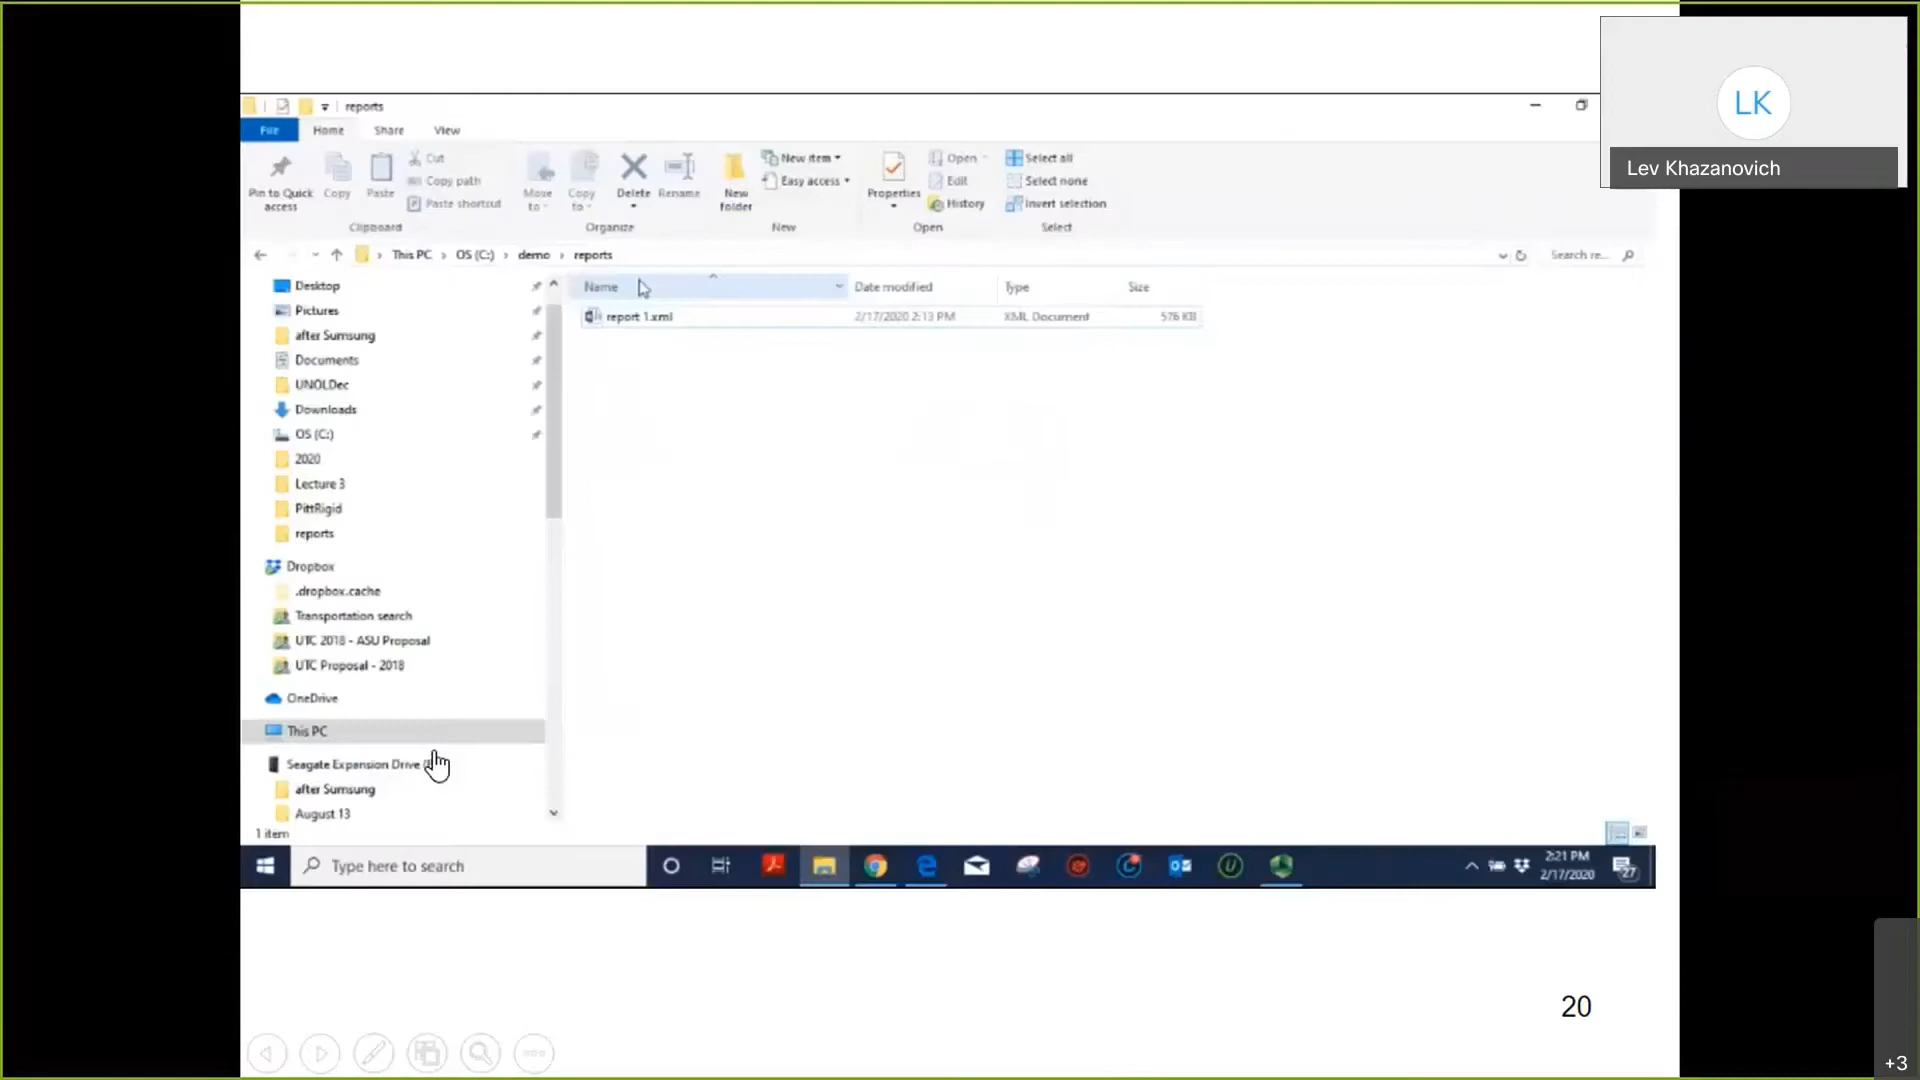 reports
File
Home
Share
View
Pin to Quick access
Copy
Paste
Cut
Copy path
Paste shortcut
Clipboard
Move to
Copy to
Delete
Rename
Organize
New folder
New item
Easy access
New
Properties
Open
Edit
History
Open
Select all
Select none
Invert selection
Select
This PC > OS (C:) > demo > reports
Search re...
Name
Date modified
Type
Size
report 1.xml
2/17/2020 2:13 PM
XML Document
576 KB
Desktop
Pictures
after Sumsung
Documents
UNOLDec
Downloads
OS (C:)
2020
Lecture 3
PittRigid
reports
Dropbox
.dropbox.cache
Transportation search
UTC 2018 - ASU Proposal
UTC Proposal - 2018
OneDrive
This PC
Seagate Expansion Drive
after Sumsung
August 13
1 item
Type here to search
2:21 PM
2/17/2020
27
20
LK
Lev Khazanovich
+3